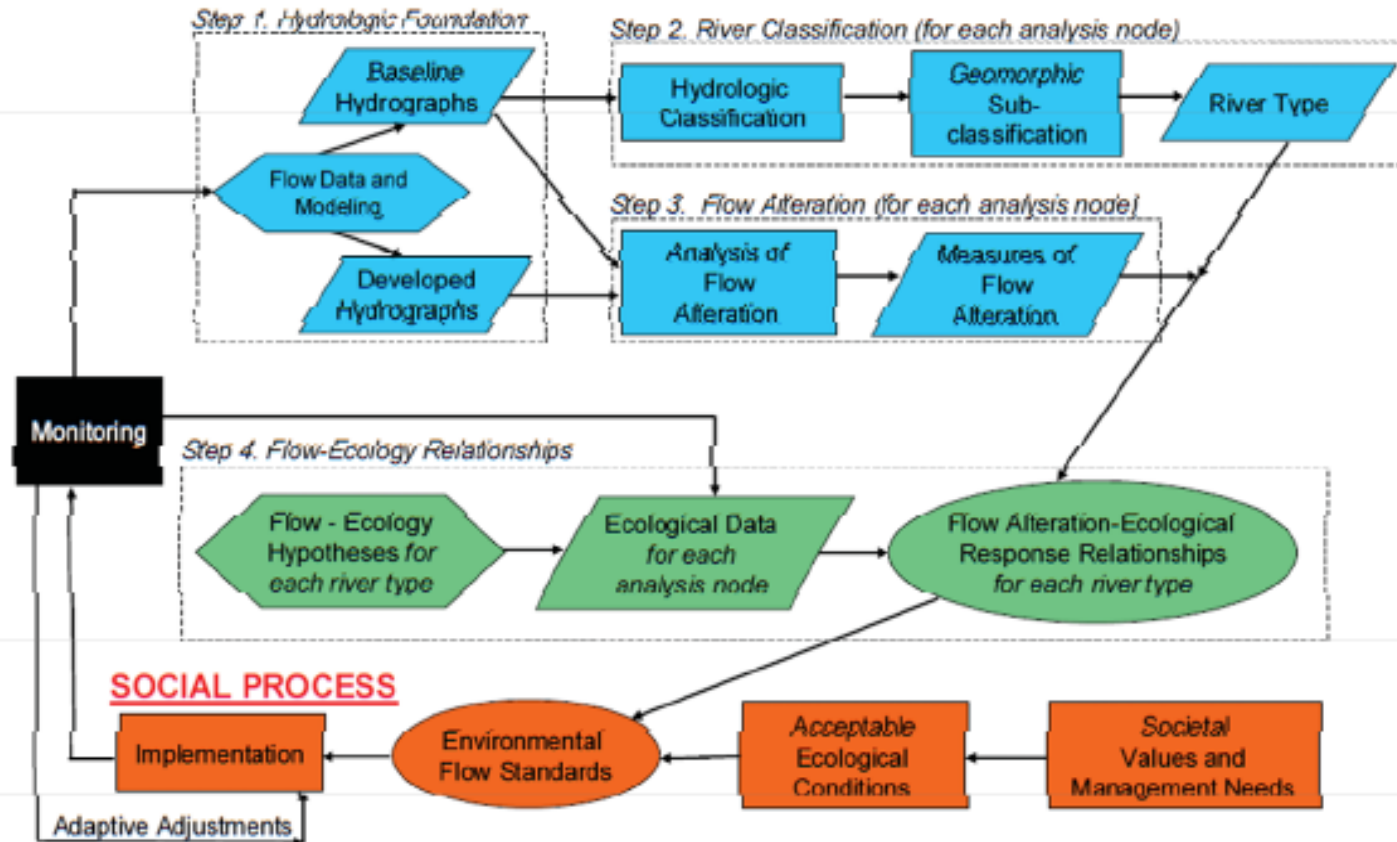 Step 1. Hydrologic Foundation
Step 2. River Classification (for each analysis node)
Baseline
Hydrographs
Hydrologic
Classification
Geomorphic
Sub-
classification
River Type
Flow Data and
Modeling
Step 3. Flow Alteration (for each analysis node)
Developed
Hydrographs
Analysis of
Flow
Alteration
Measures of
Flow
Alteration
Monitoring
Step 4. Flow-Ecology Relationships
Flow - Ecology
Hypotheses for
each river type
Ecological Data
for each
analysis node
Flow Alteration-Ecological
Response Relationships
for each river type
SOCIAL PROCESS
Implementation
Environmental
Flow Standards
Acceptable
Ecological
Conditions
Societal
Values and
Management Needs
Adaptive Adjustments